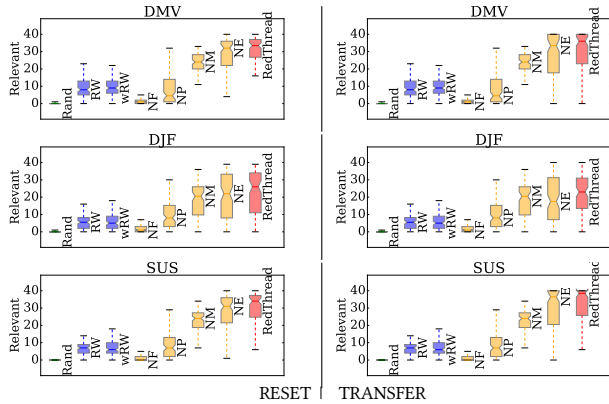 DMV
Relevant
40
30
20
10
0
Rand
RW
wRW
NF
NP
NM
NE
RedThread
DMV
Relevant
40
30
20
10
0
Rand
RW
wRW
NF
NP
NM
NE
RedThread
DJF
Relevant
40
30
20
10
0
Rand
RW
wRW
NF
NP
NM
NE
RedThread
DJF
Relevant
40
30
20
10
0
Rand
RW
wRW
NF
NP
NM
NE
RedThread
SUS
Relevant
40
30
20
10
0
Rand
RW
wRW
NF
NP
NM
NE
RedThread
SUS
Relevant
40
30
20
10
0
Rand
RW
wRW
NF
NP
NM
NE
RedThread
RESET
TRANSFER